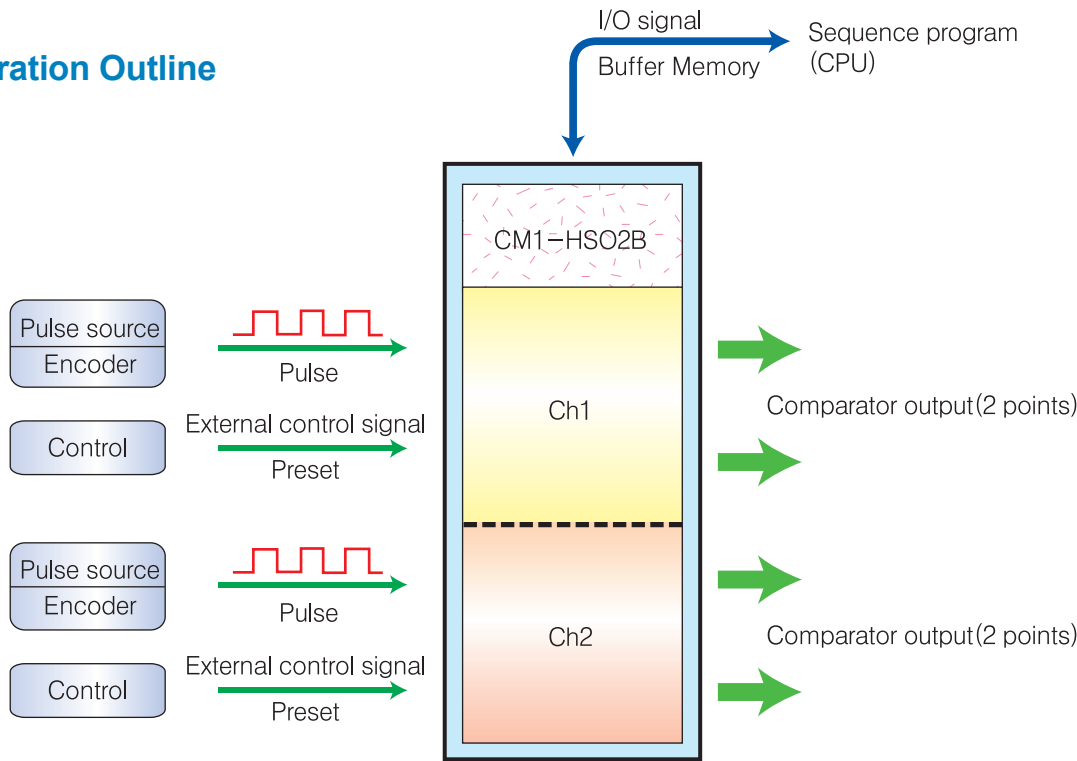 I/O signal
Buffer Memory
Sequence program
(CPU)
ration Outline
CM1-HSO2B
Pulse source
Encoder
Pulse
Control
External control signal
Preset
Ch1
Comparator output(2 points)
Pulse source
Encoder
Pulse
Control
External control signal
Preset
Ch2
Comparator output(2 points)